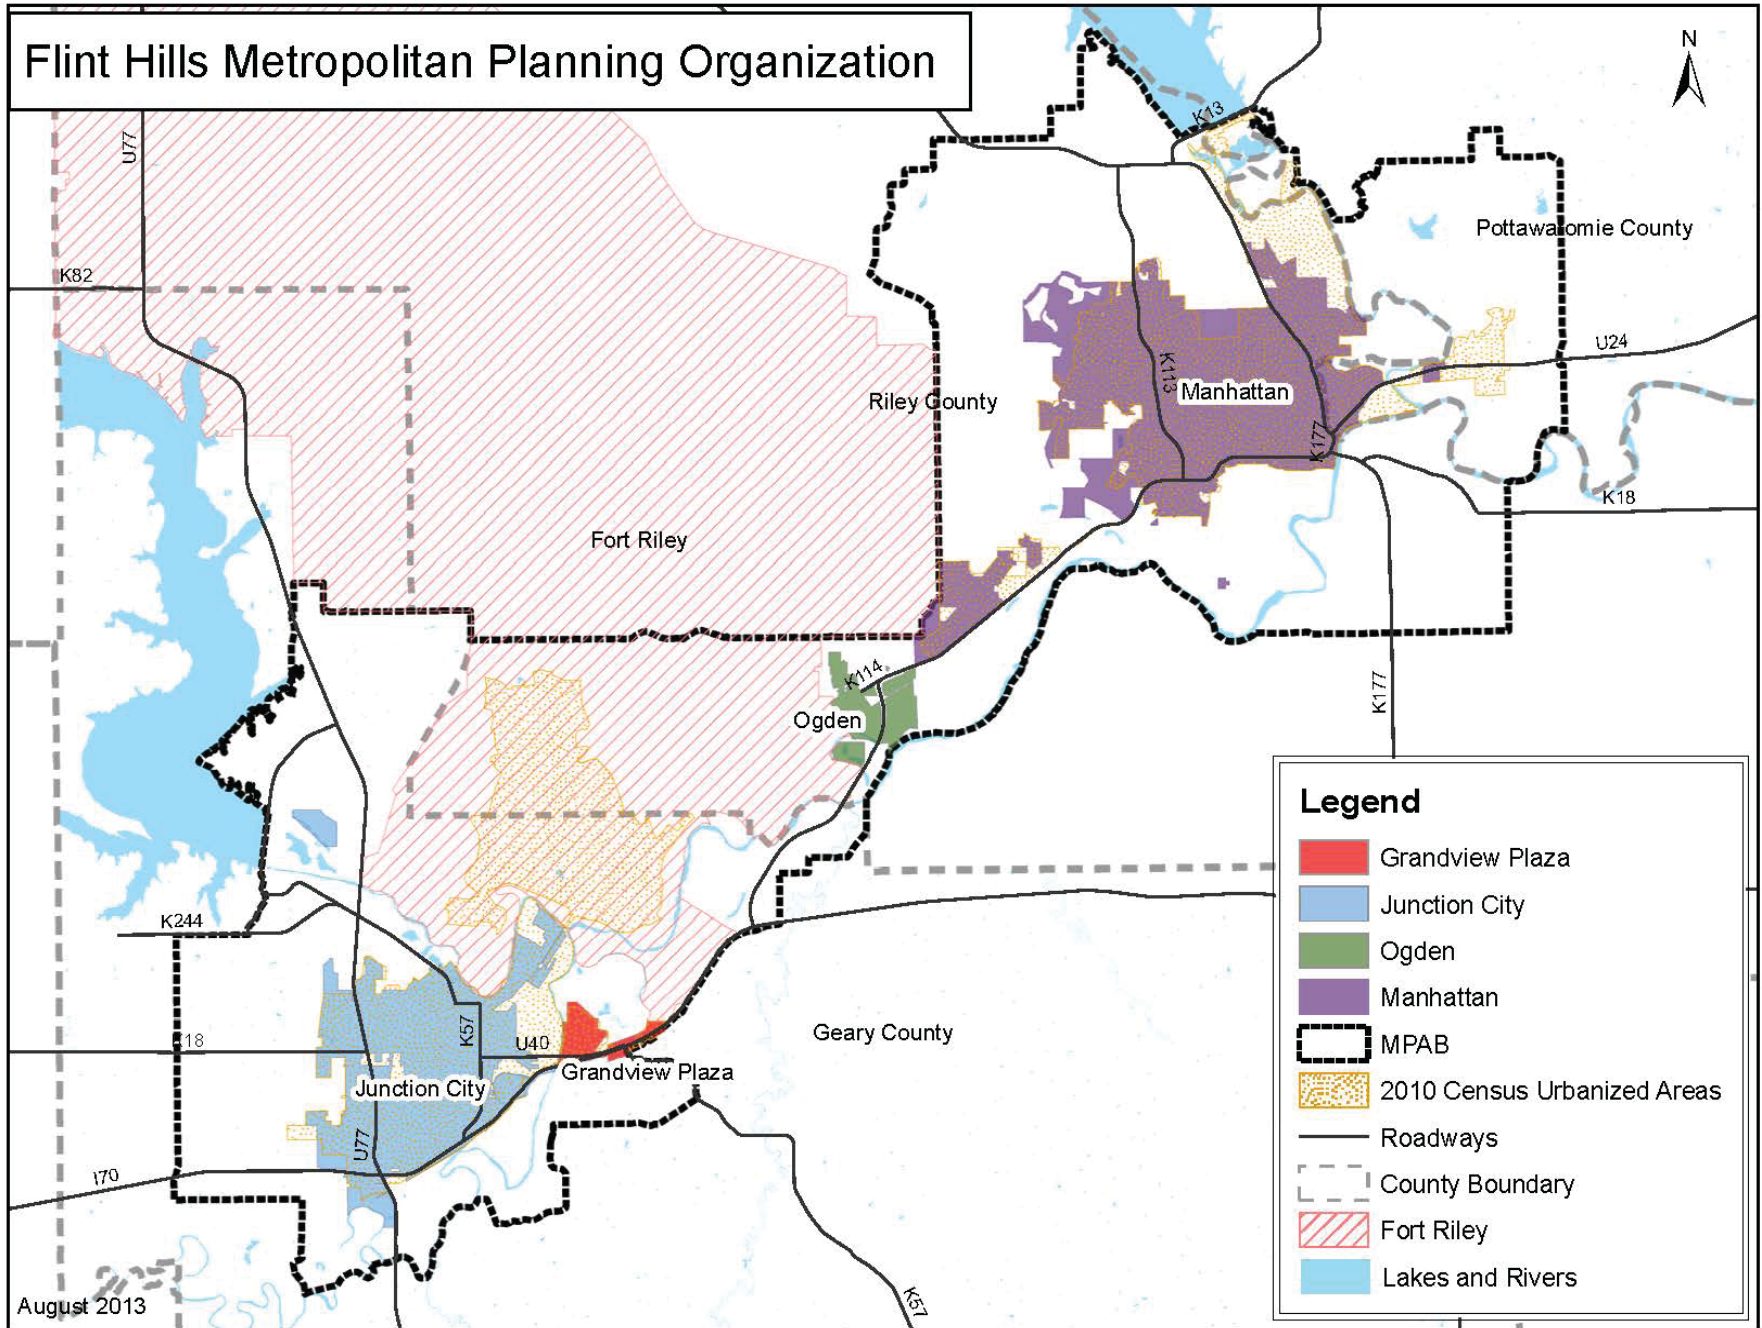 Flint Hills Metropolitan Planning Organization
N
K13
U77
Pottawatomie County
K82
U24
K113
Manhattan
Riley County
K177
K18
Fort Riley
K114
K177
Ogden
K244
K57
Geary County
18
U40
Grandview Plaza
Junction City
U77
I70
K57
August 2013
Legend
Grandview Plaza
Junction City
Ogden
Manhattan
MPAB
2010 Census Urbanized Areas
Roadways
County Boundary
Fort Riley
Lakes and Rivers